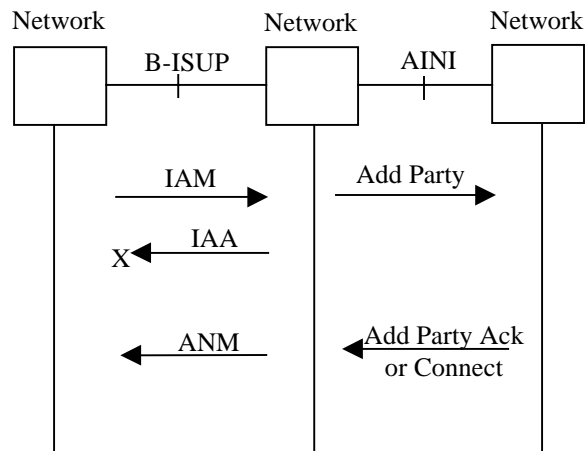 Network
Network
Network
B-ISUP
AINI
IAM
Add Party
IAA
X
ANM
Add Party Ack
or Connect